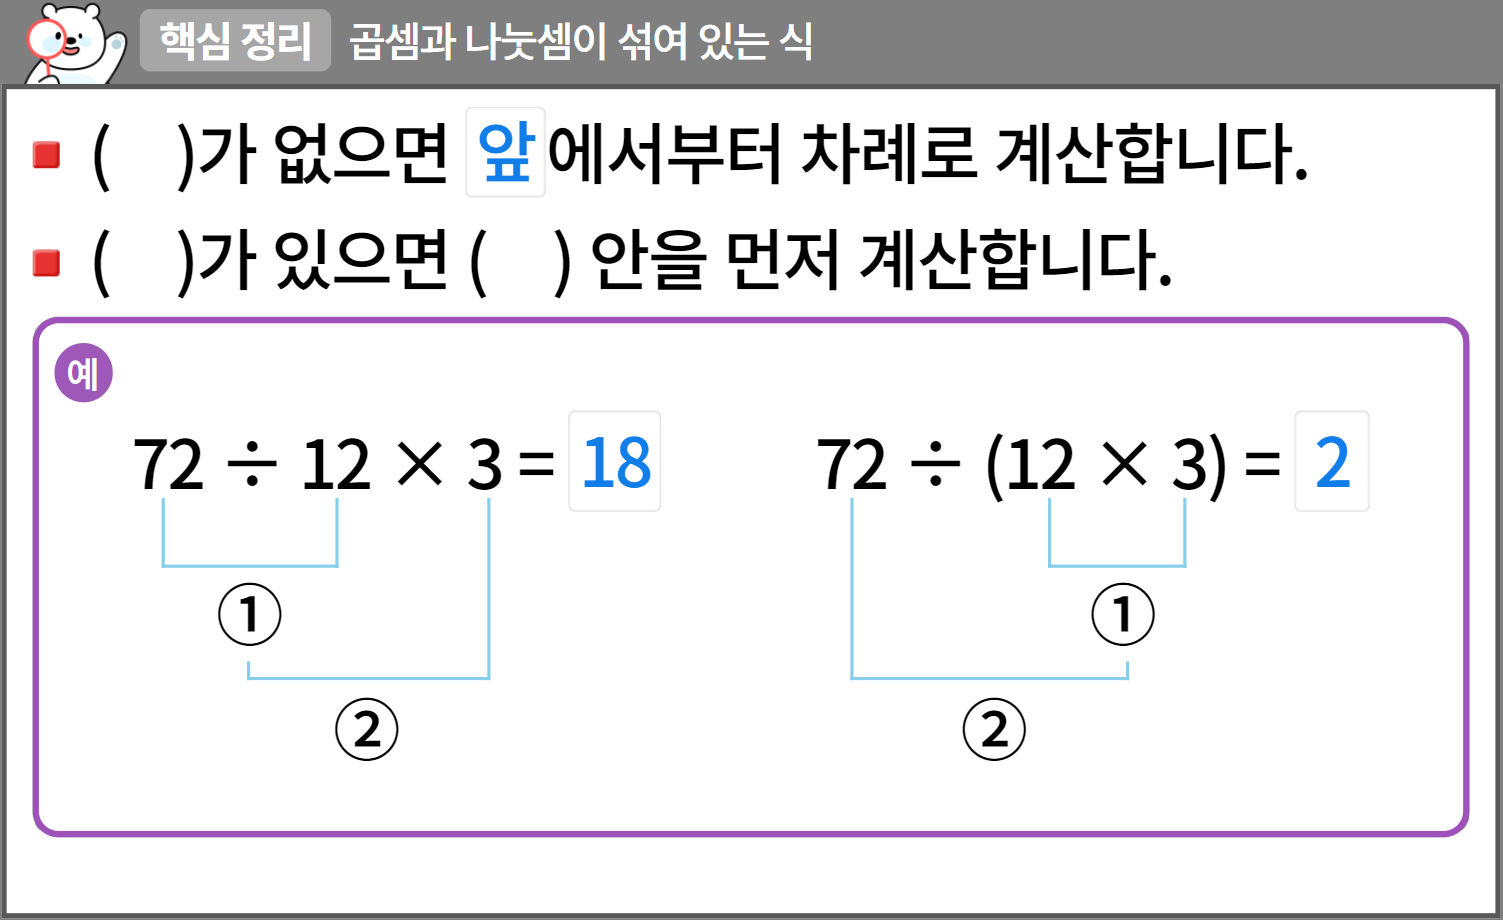 핵심 정리 곱셈과 나눗셈이 섞여 있는 식
( )가 없으면 앞에서부터 차례로 계산합니다.
( )가 있으면 ( ) 안을 먼저 계산합니다.
예
72 ÷ 12 × 3 = 18
①
②
72 ÷ (12 × 3) = 2
①
②